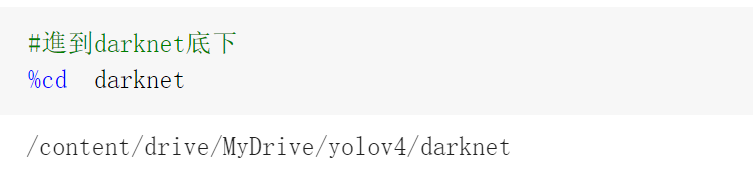 #進到darknet底下
%cd  darknet
/content/drive/MyDrive/yolov4/darknet